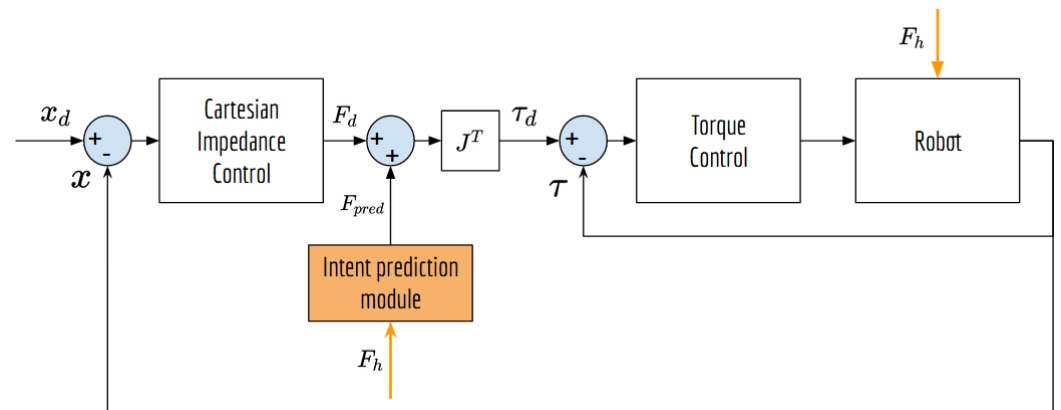 F_h
x_d
+
-
x
Cartesian
Impedance
Control
F_d
+
+
J^T
τ_d
+
-
τ
Torque
Control
Robot
F_pred
Intent prediction
module
F_h